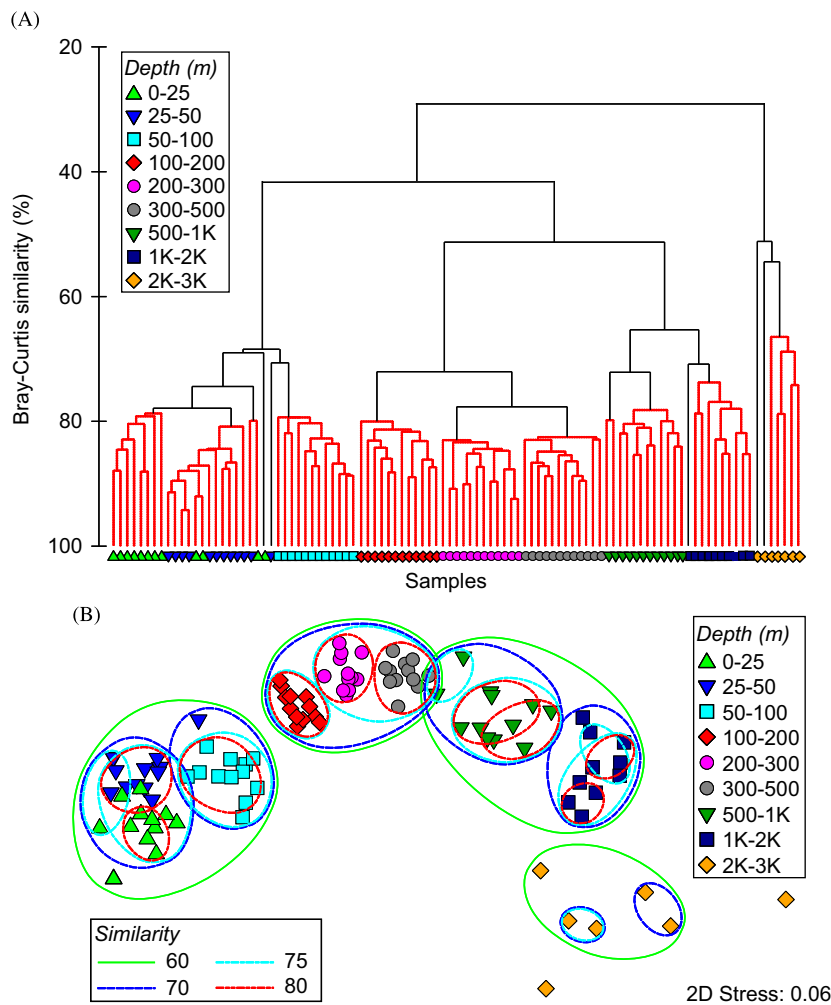 (A)
20
40
60
80
100
Bray-Curtis similarity (%)
Depth (m)
0-25
25-50
50-100
100-200
200-300
300-500
500-1K
1K-2K
2K-3K
Samples
(B)
Depth (m)
0-25
25-50
50-100
100-200
200-300
300-500
500-1K
1K-2K
2K-3K
Similarity
60 75
70 80
2D Stress: 0.06